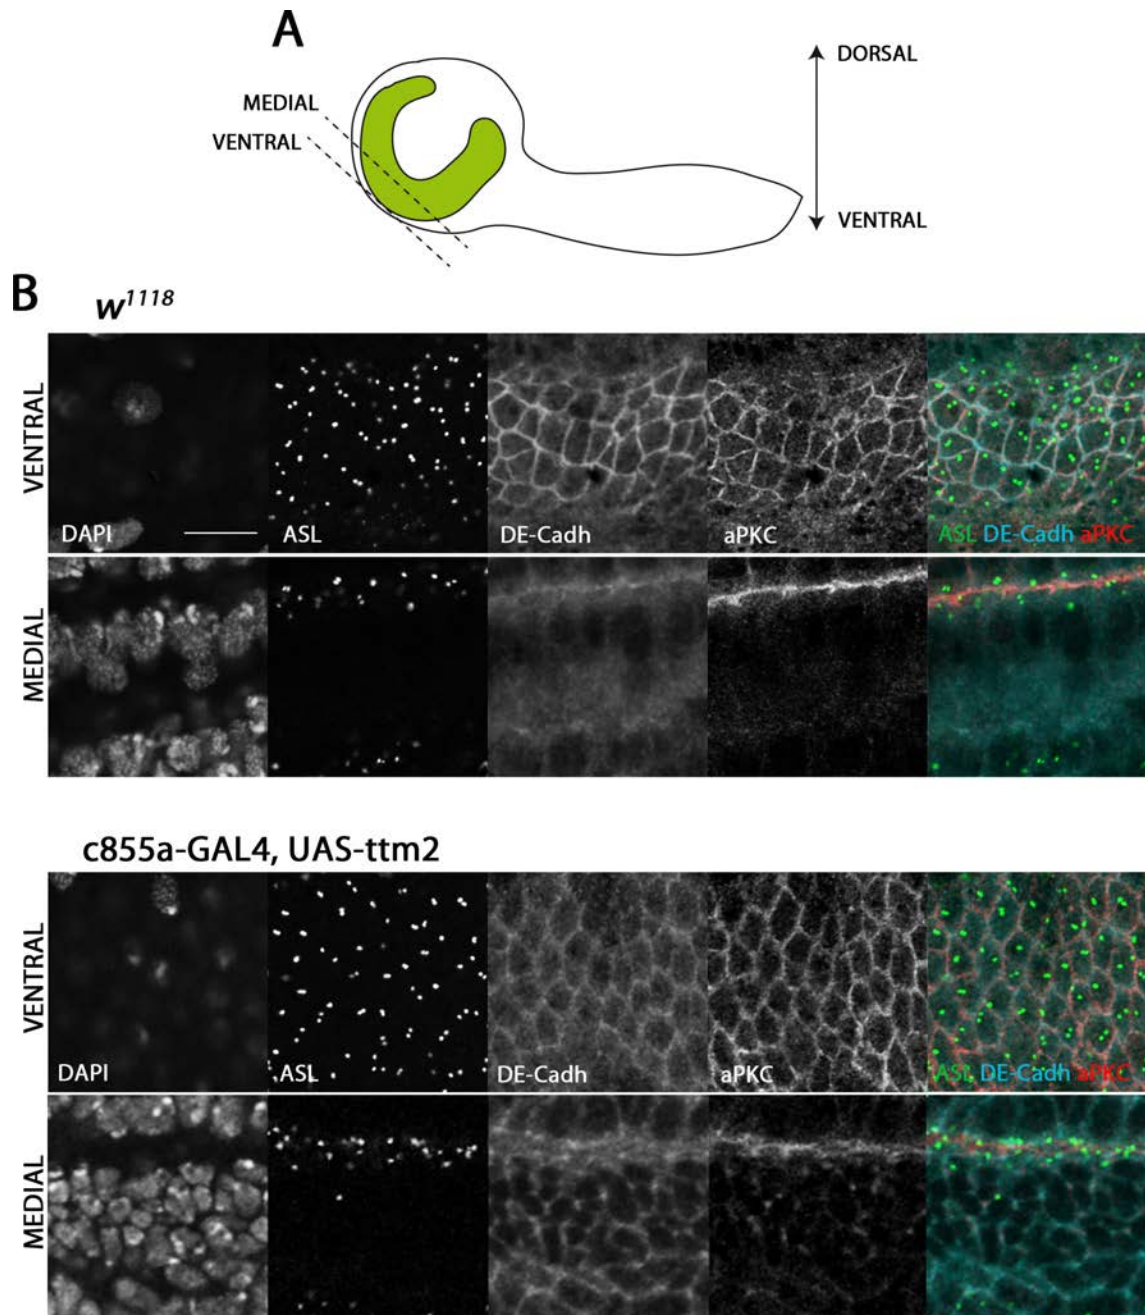 A
DORSAL
MEDIAL
VENTRAL
VENTRAL
B
w1118
VENTRAL
DAPI
ASL
DE-Cadh
aPKC
ASL DE-Cadh aPKC
MEDIAL
c855a-GAL4, UAS-ttm2
VENTRAL
DAPI
ASL
DE-Cadh
aPKC
ASL DE-Cadh aPKC
MEDIAL